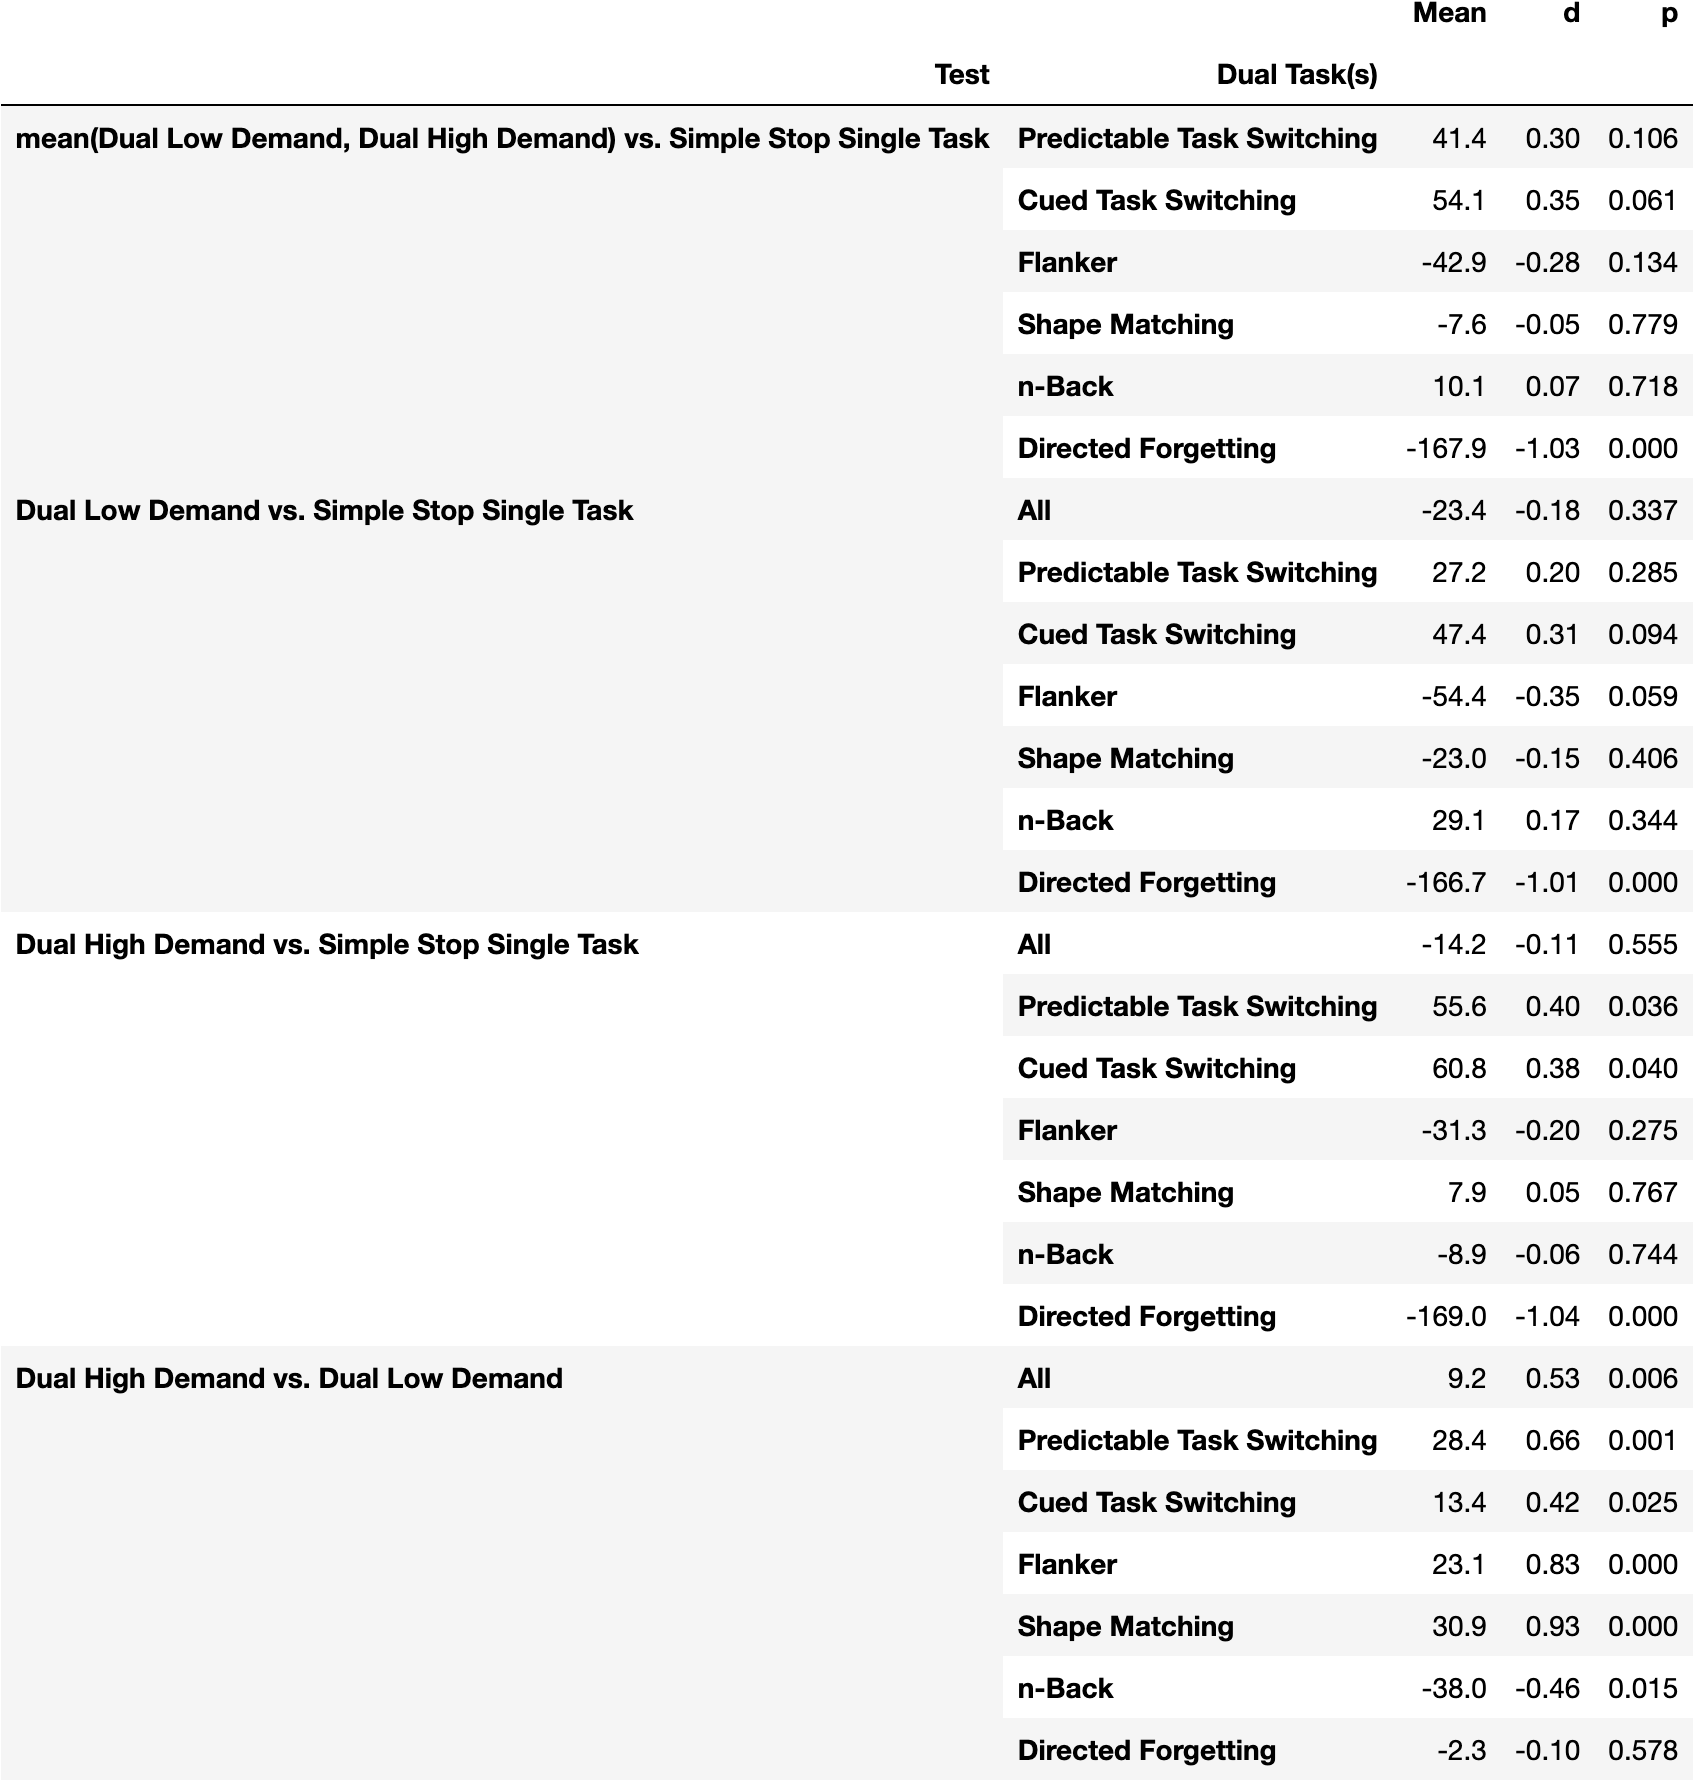 Mean d p
Test Dual Task(s)
mean(Dual Low Demand, Dual High Demand) vs. Simple Stop Single Task Predictable Task Switching 41.4 0.30 0.106
Cued Task Switching 54.1 0.35 0.061
Flanker -42.9 -0.28 0.134
Shape Matching -7.6 -0.05 0.779
n-Back 10.1 0.07 0.718
Directed Forgetting -167.9 -1.03 0.000
Dual Low Demand vs. Simple Stop Single Task All -23.4 -0.18 0.337
Predictable Task Switching 27.2 0.20 0.285
Cued Task Switching 47.4 0.31 0.094
Flanker -54.4 -0.35 0.059
Shape Matching -23.0 -0.15 0.406
n-Back 29.1 0.17 0.344
Directed Forgetting -166.7 -1.01 0.000
Dual High Demand vs. Simple Stop Single Task All -14.2 -0.11 0.555
Predictable Task Switching 55.6 0.40 0.036
Cued Task Switching 60.8 0.38 0.040
Flanker -31.3 -0.20 0.275
Shape Matching 7.9 0.05 0.767
n-Back -8.9 -0.06 0.744
Directed Forgetting -169.0 -1.04 0.000
Dual High Demand vs. Dual Low Demand All 9.2 0.53 0.006
Predictable Task Switching 28.4 0.66 0.001
Cued Task Switching 13.4 0.42 0.025
Flanker 23.1 0.83 0.000
Shape Matching 30.9 0.93 0.000
n-Back -38.0 -0.46 0.015
Directed Forgetting -2.3 -0.10 0.578